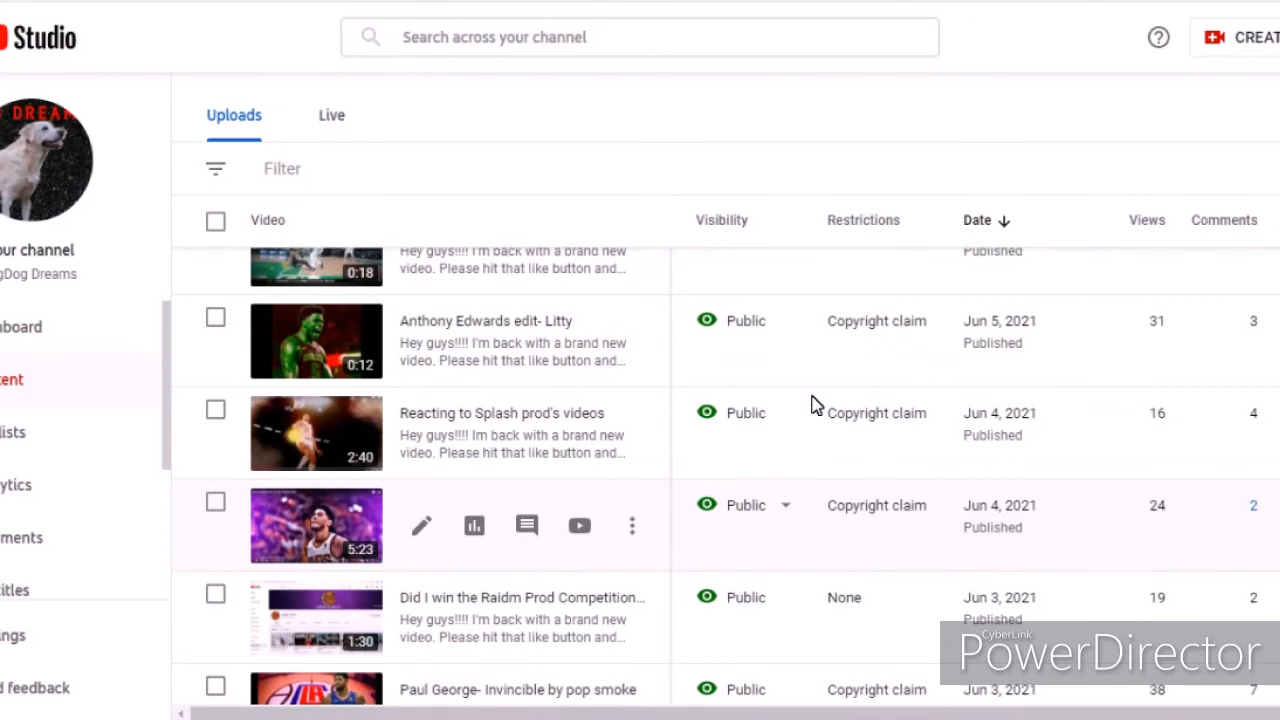 Studio
Search across your channel
CREAT
DREAM
our channel
gDog Dreams
nboard
tent
lists
ytics
ments
titles
ngs
d feedback
Uploads
Live
Filter
Video
Visibility
Restrictions
Date
Views
Comments
0:18
Hey guys!!!! I'm back with a brand new
video. Please hit that like button and...
Published
0:12
Anthony Edwards edit- Litty
Hey guys!!!! I'm back with a brand new
video. Please hit that like button and...
Public
Copyright claim
Jun 5, 2021
Published
31
3
2:40
Reacting to Splash prod's videos
Hey guys!!!! Im back with a brand new
video. Please hit that like button and...
Public
Copyright claim
Jun 4, 2021
Published
16
4
5:23
Public
Copyright claim
Jun 4, 2021
Published
24
2
1:30
Did I win the Raidm Prod Competition...
Hey guys!!!! I'm back with a brand new
video. Please hit that like button and...
Public
None
Jun 3, 2021
Published
19
2
Paul George- Invincible by pop smoke
Public
Copyright claim
Jun 3, 2021
38
7
CyberLink
PowerDirector